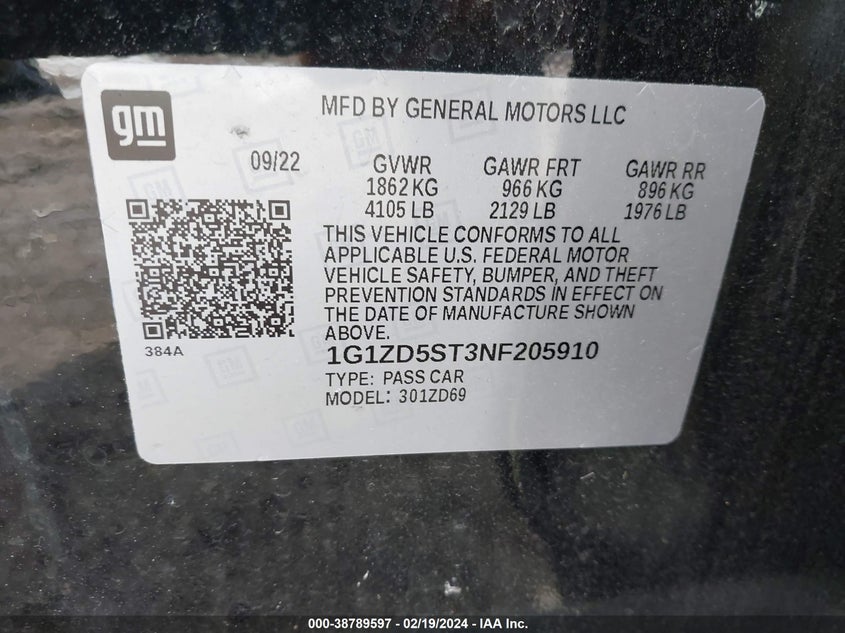 gm
MFD BY GENERAL MOTORS LLC
09/22 GVWR GAWR FRT GAWR RR
1862 KG 966 KG 896 KG
4105 LB 2129 LB 1976 LB
THIS VEHICLE CONFORMS TO ALL
APPLICABLE U.S. FEDERAL MOTOR
VEHICLE SAFETY, BUMPER, AND THEFT
PREVENTION STANDARDS IN EFFECT ON
THE DATE OF MANUFACTURE SHOWN
ABOVE.
384A
1G1ZD5ST3NF205910
TYPE: PASS CAR
MODEL: 301ZD69
000-38789597 - 02/19/2024 - IAA Inc.